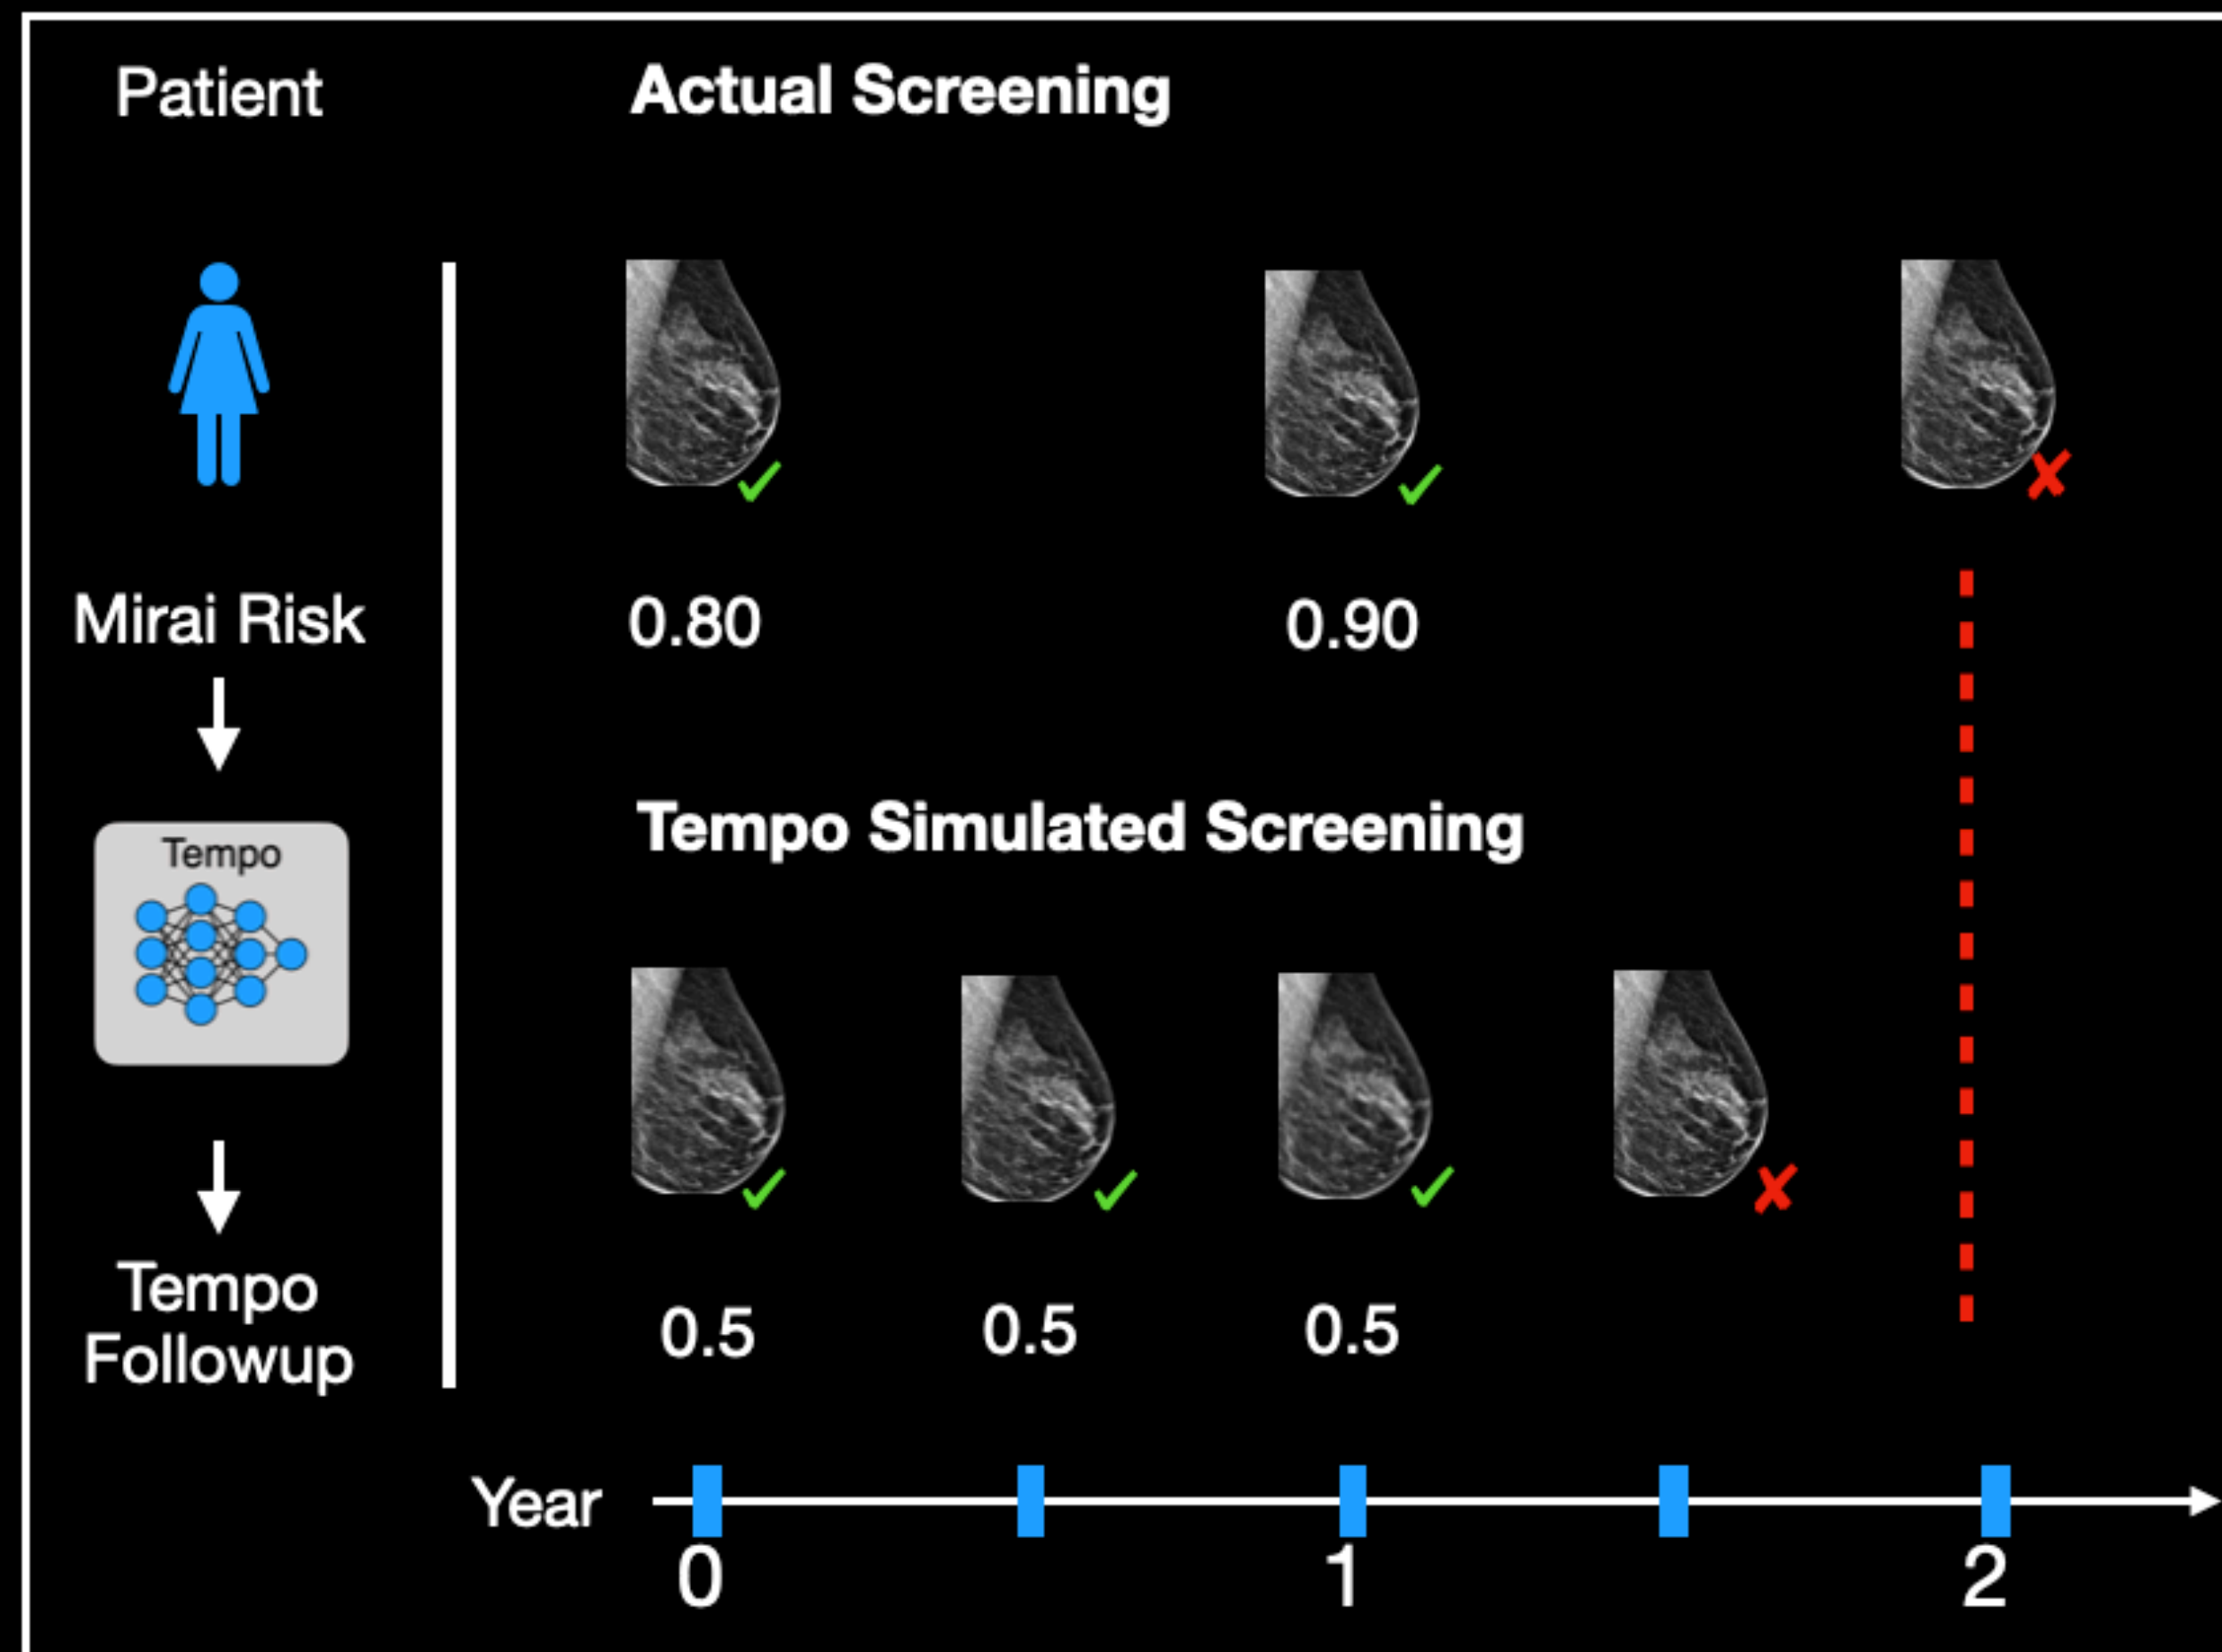 Patient
Actual Screening
Mirai Risk
0.80
0.90
Tempo Simulated Screening
Tempo
Tempo
Followup
0.5
0.5
0.5
Year
0
1
2